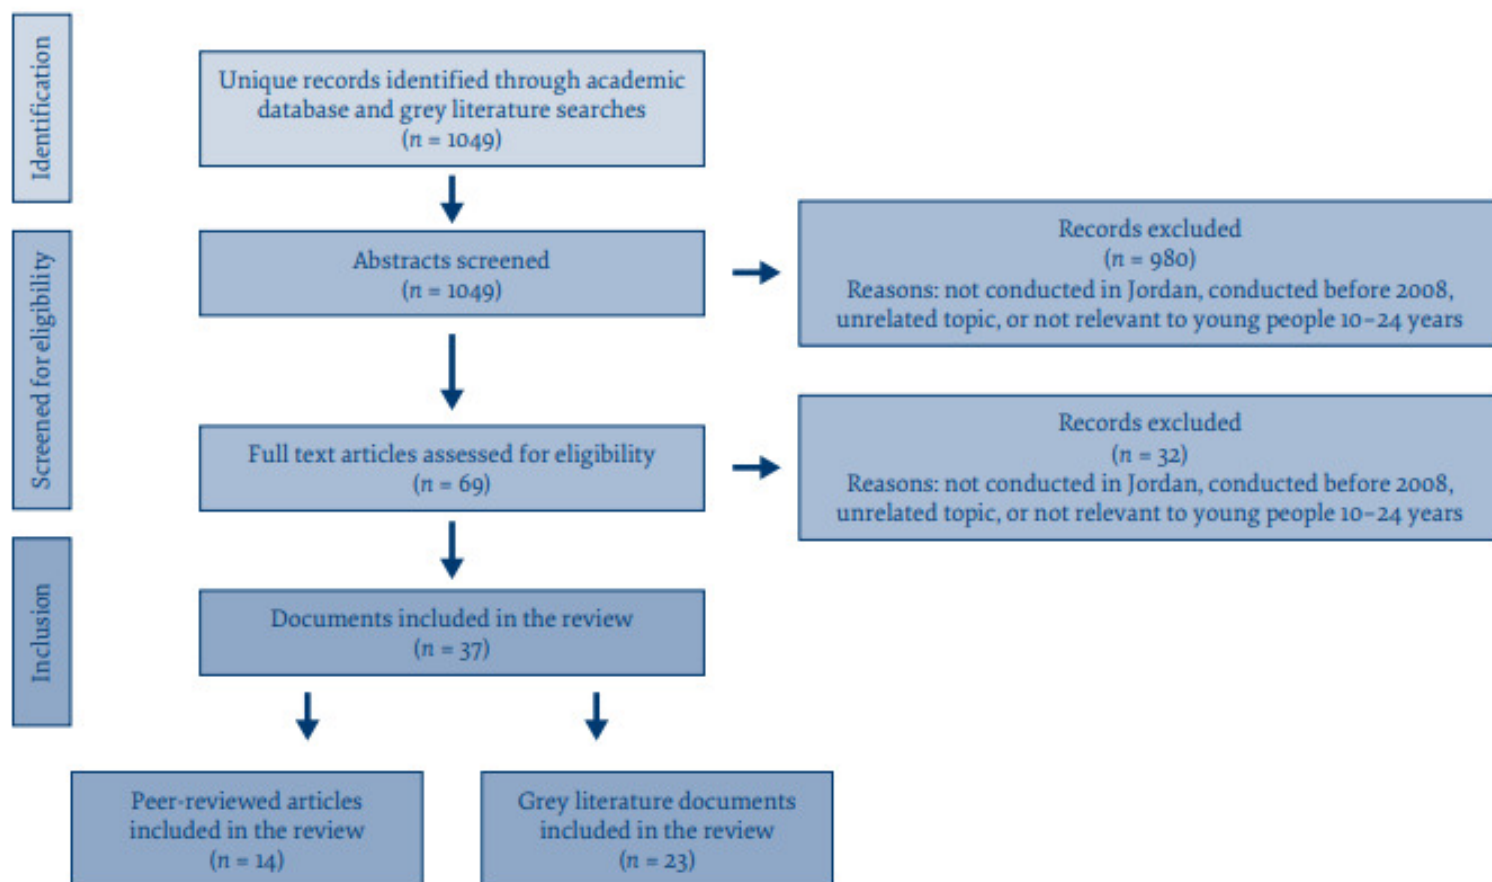 Identification
Unique records identified through academic
database and grey literature searches
(n = 1049)
Screened for eligibility
Abstracts screened
(n = 1049)
Records excluded
(n = 980)
Reasons: not conducted in Jordan, conducted before 2008,
unrelated topic, or not relevant to young people 10–24 years
Full text articles assessed for eligibility
(n = 69)
Records excluded
(n = 32)
Reasons: not conducted in Jordan, conducted before 2008,
unrelated topic, or not relevant to young people 10–24 years
Inclusion
Documents included in the review
(n = 37)
Peer-reviewed articles
included in the review
(n = 14)
Grey literature documents
included in the review
(n = 23)